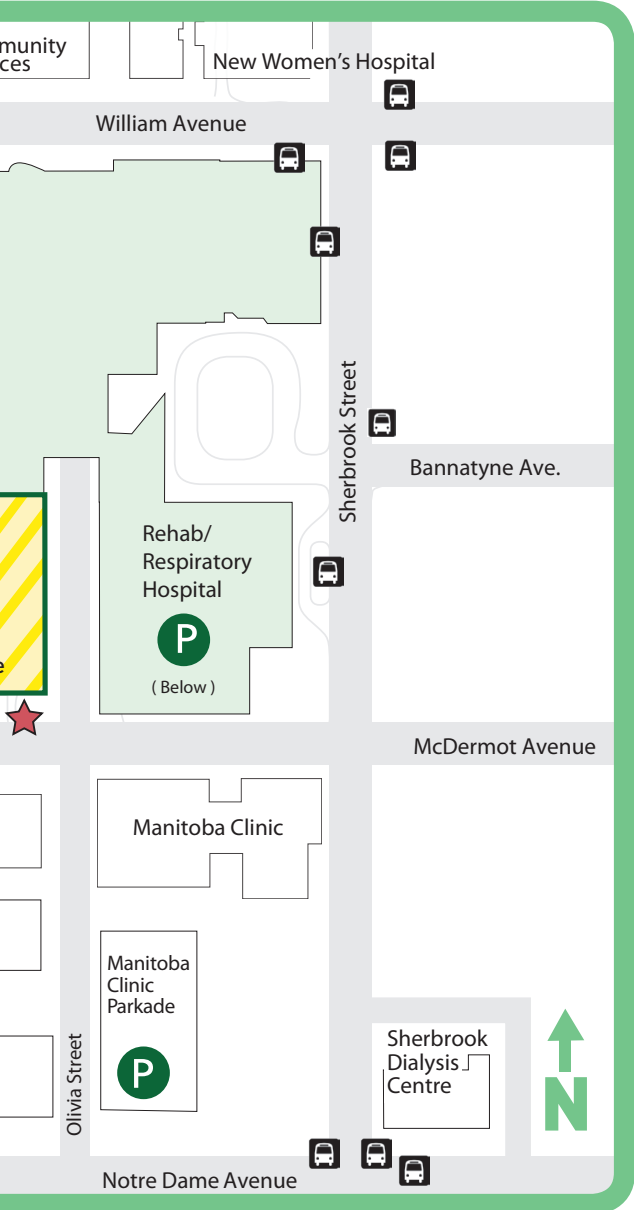 munity
ces
New Women's Hospital
William Avenue
Sherbrook Street
Bannatyne Ave.
Rehab/
Respiratory
Hospital
P
( Below )
e
McDermot Avenue
Manitoba Clinic
Manitoba
Clinic
Parkade
P
Olivia Street
Sherbrook
Dialysis
Centre
N
Notre Dame Avenue